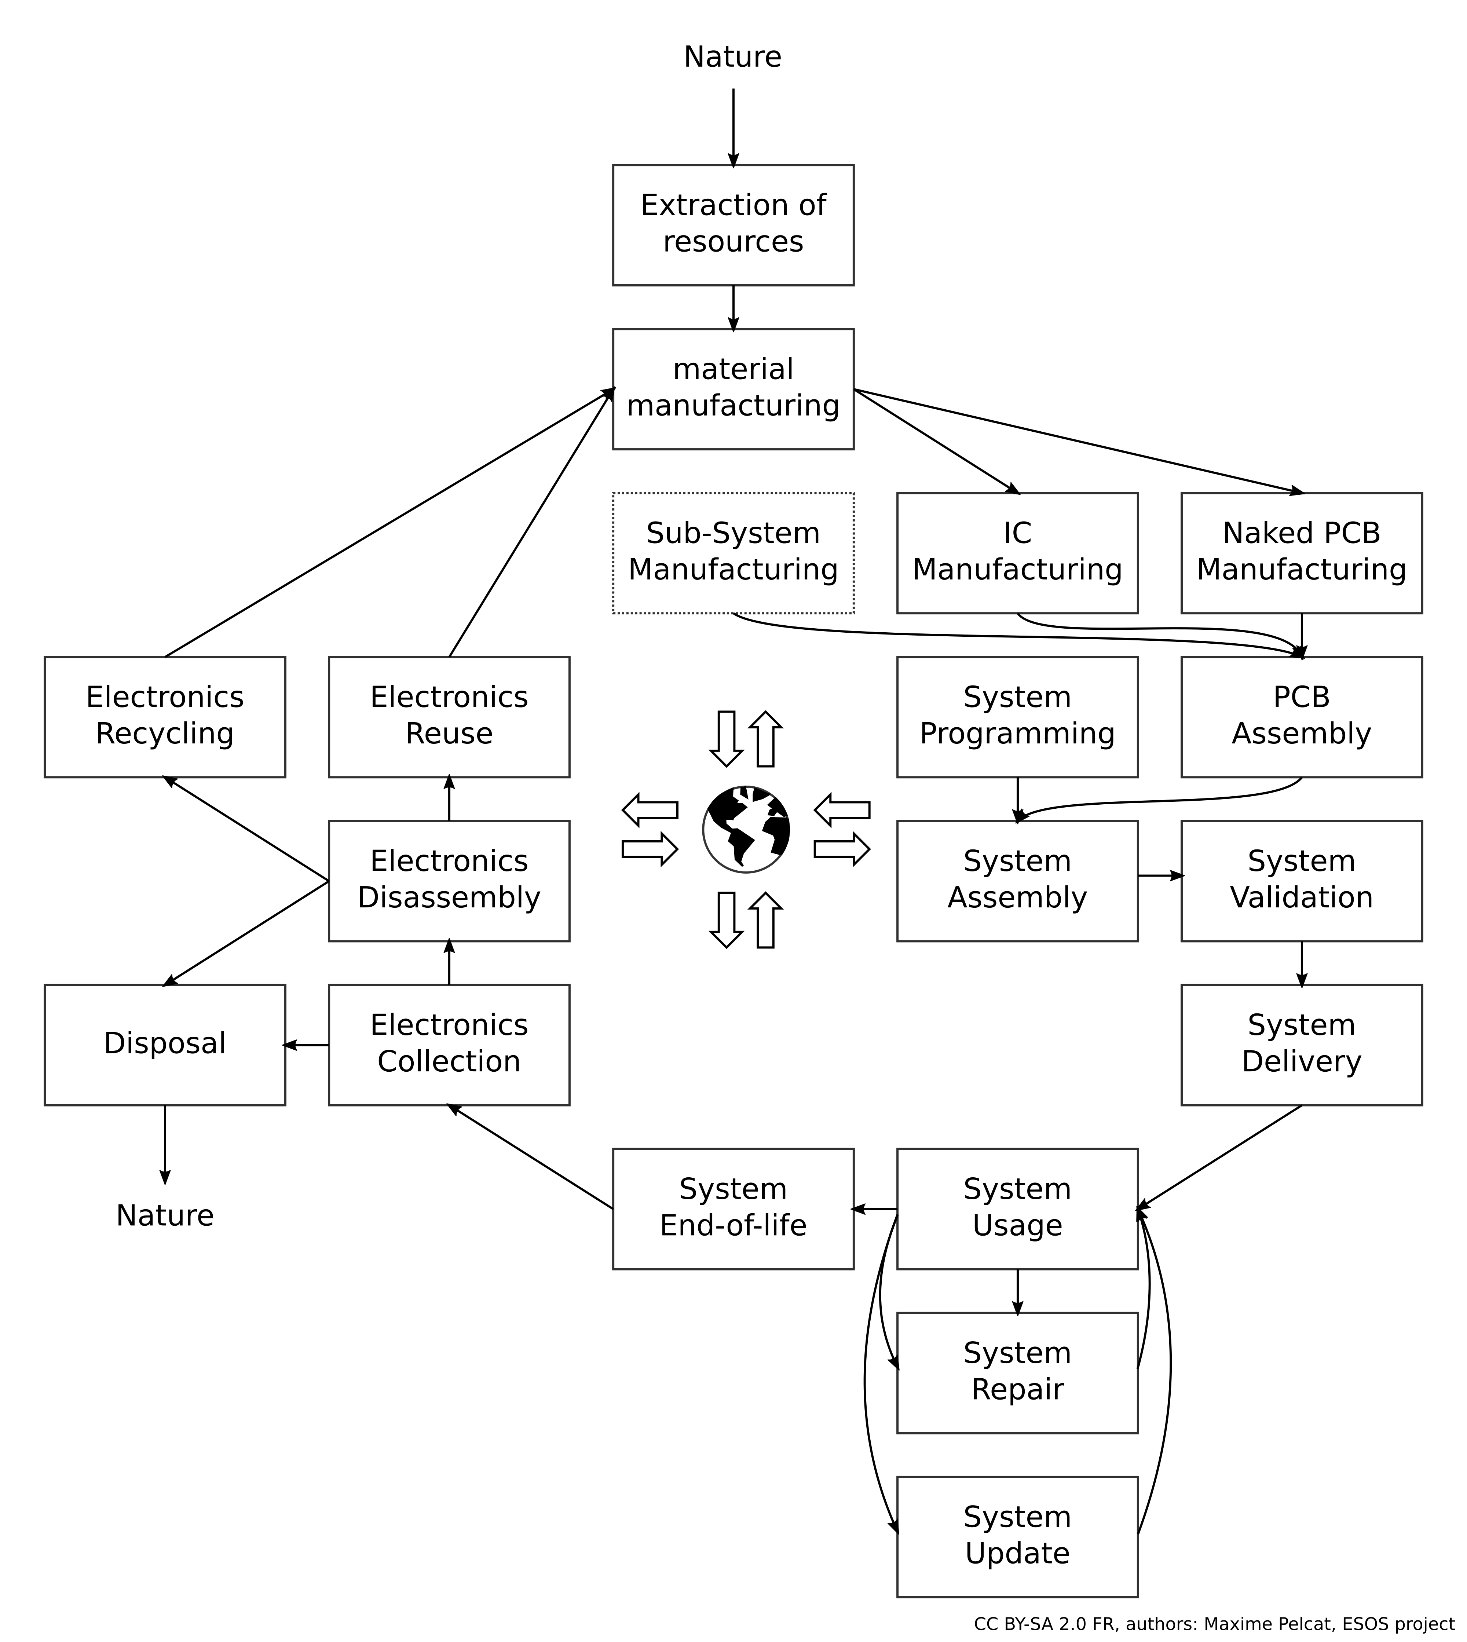 Nature
Extraction of
resources
material
manufacturing
Sub-System
Manufacturing
IC
Manufacturing
Naked PCB
Manufacturing
Electronics
Recycling
Electronics
Reuse
System
Programming
PCB
Assembly
Electronics
Disassembly
System
Assembly
System
Validation
Disposal
Electronics
Collection
System
Delivery
Nature
System
End-of-life
System
Usage
System
Repair
System
Update
CC BY-SA 2.0 FR, authors: Maxime Pelcat, ESOS project